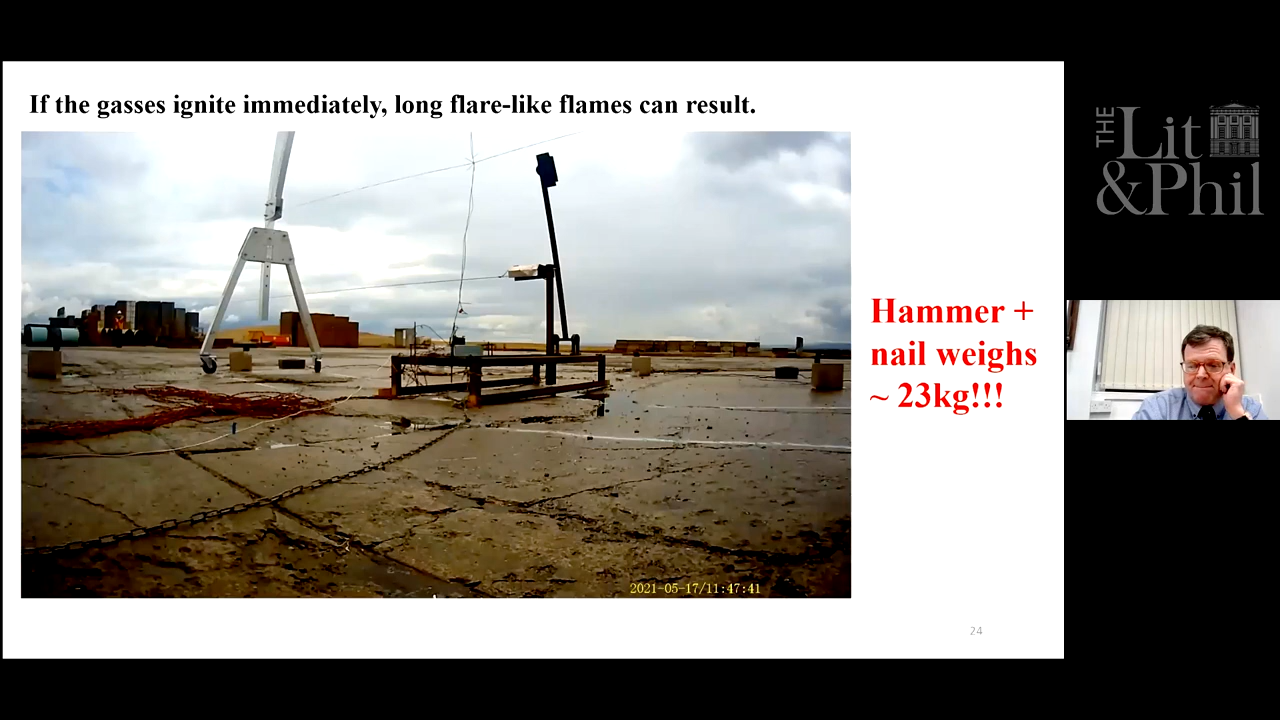 If the gasses ignite immediately, long flare-like flames can result.
Hammer +
nail weighs
~ 23kg!!!
2021-05-17/11:47:41
24
THE
Lit
&Phil